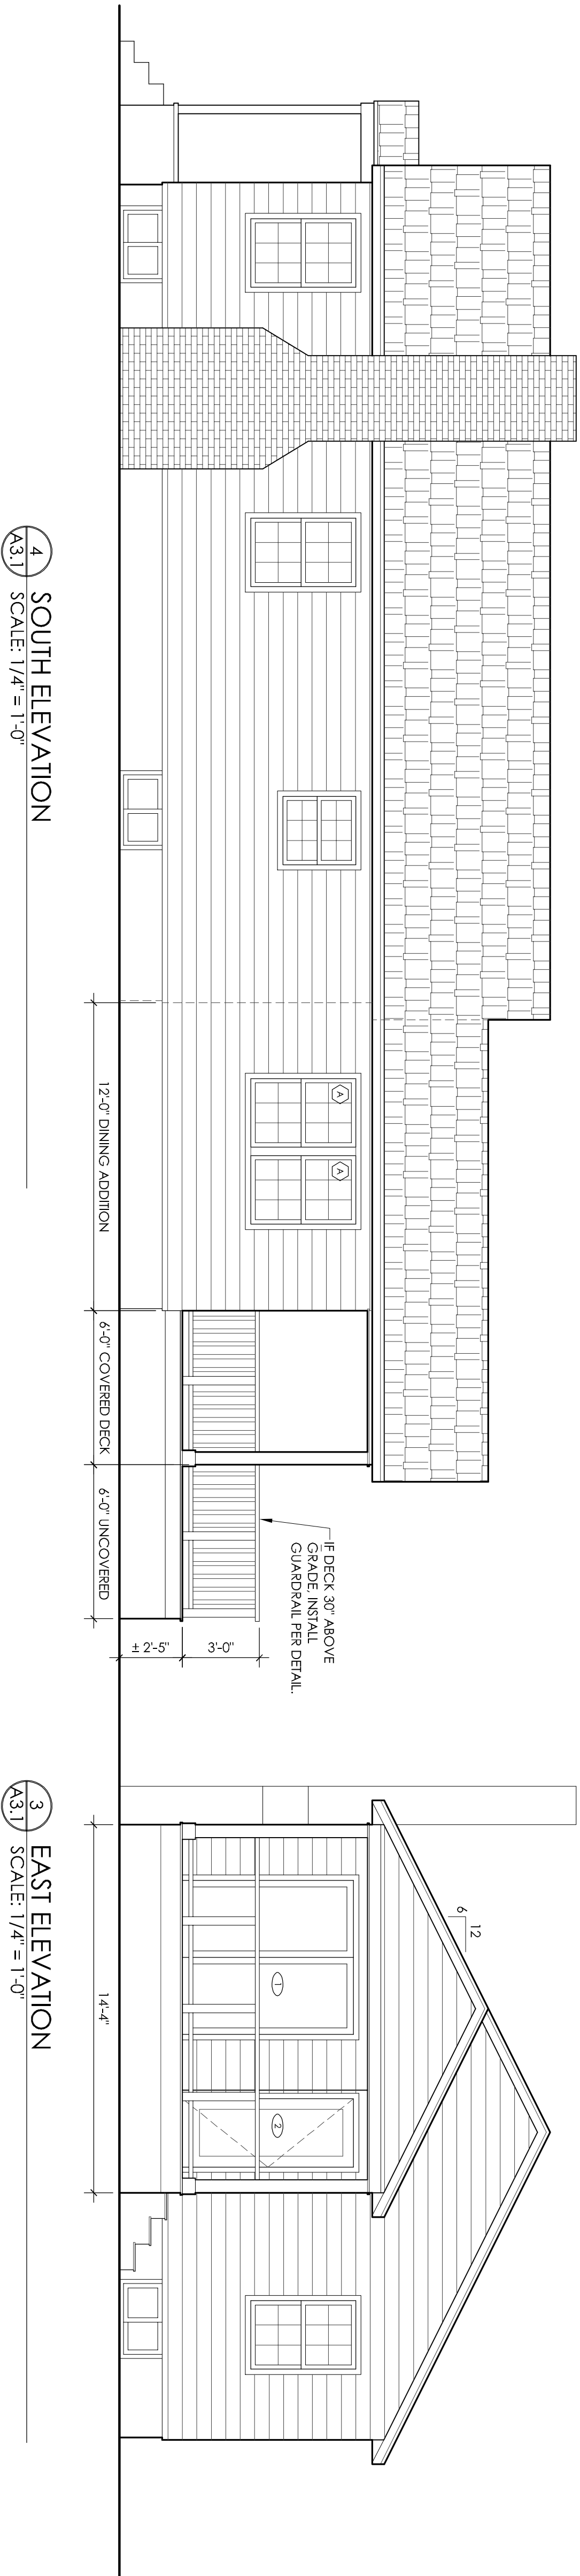 A
A
IF DECK 30" ABOVE
GRADE, INSTALL
GUARDRAIL PER DETAIL.
3'-0"
± 2'-5"
12'-0" DINING ADDITION
6'-0" COVERED DECK
6'-0" UNCOVERED
4
A3.1
SOUTH ELEVATION
SCALE: 1/4" = 1'-0"
12
6
1
2
14'-4"
3
A3.1
EAST ELEVATION
SCALE: 1/4" = 1'-0"